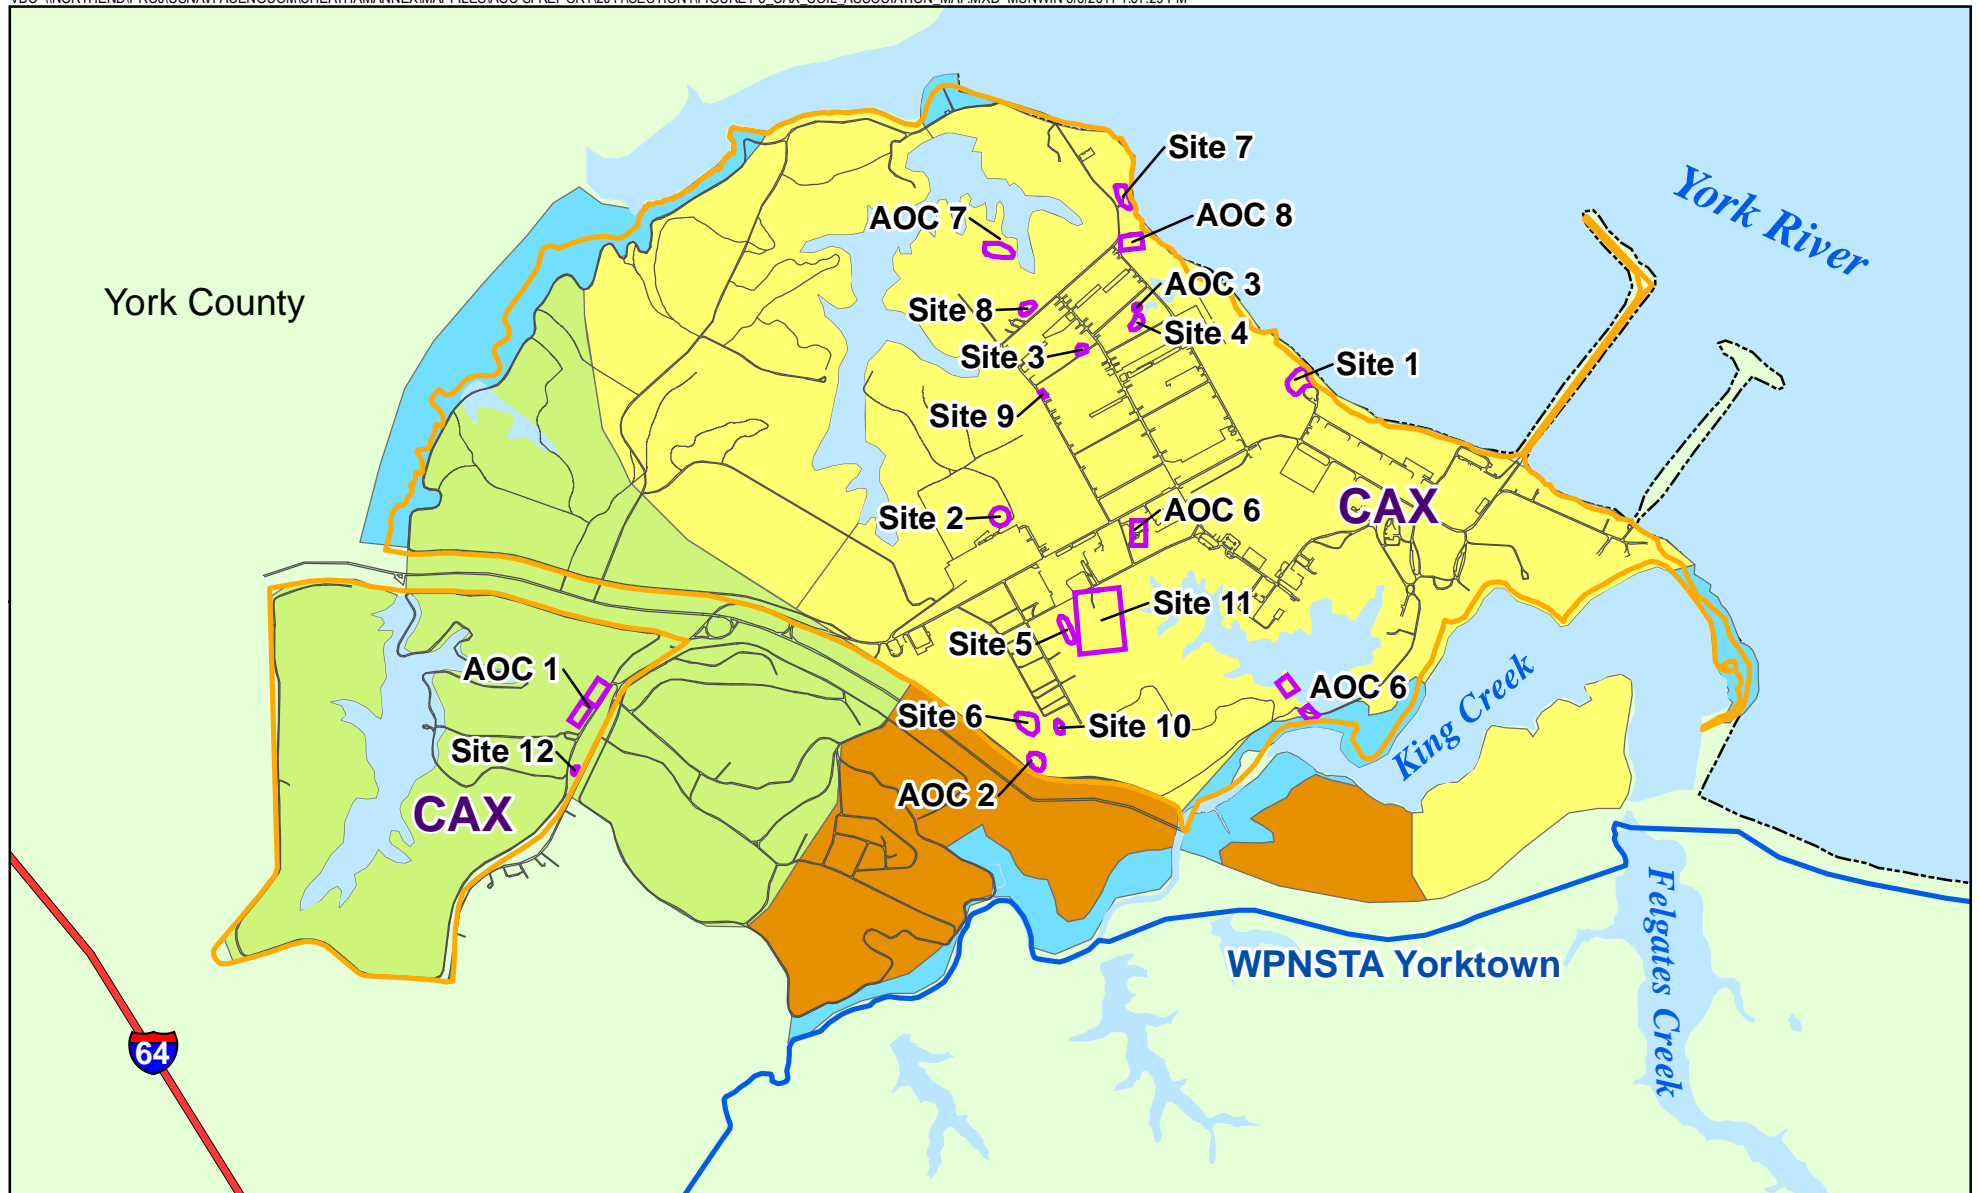 Site 7
AOC 7
AOC 8
York River
AOC 3
York County
Site 8
Site 4
Site 3
Site 1
Site 9
CAX
Site 2
AOC 6
Site 11
Site 5
AOC 1
AOC 6
King Creek
Site 6
Site 10
Site 12
AOC 2
CAX
WPNSTA Yorktown
Felgates Creek
64